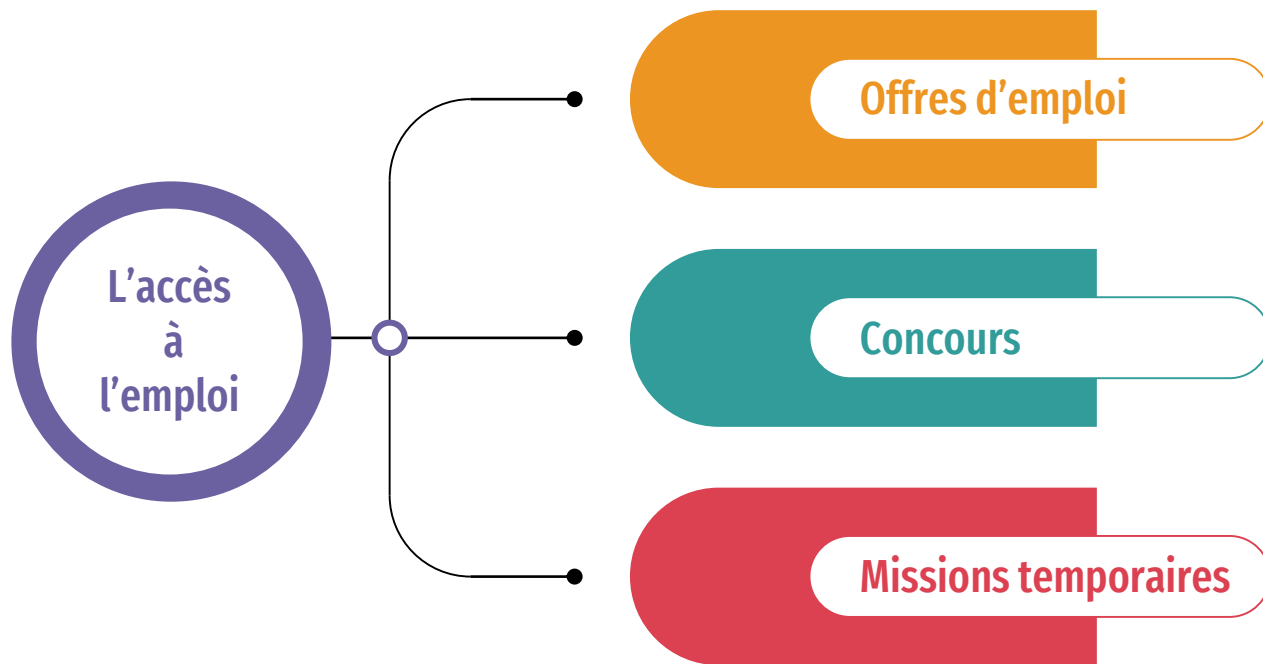 L’accès
à
l’emploi
Offres d’emploi
Concours
Missions temporaires